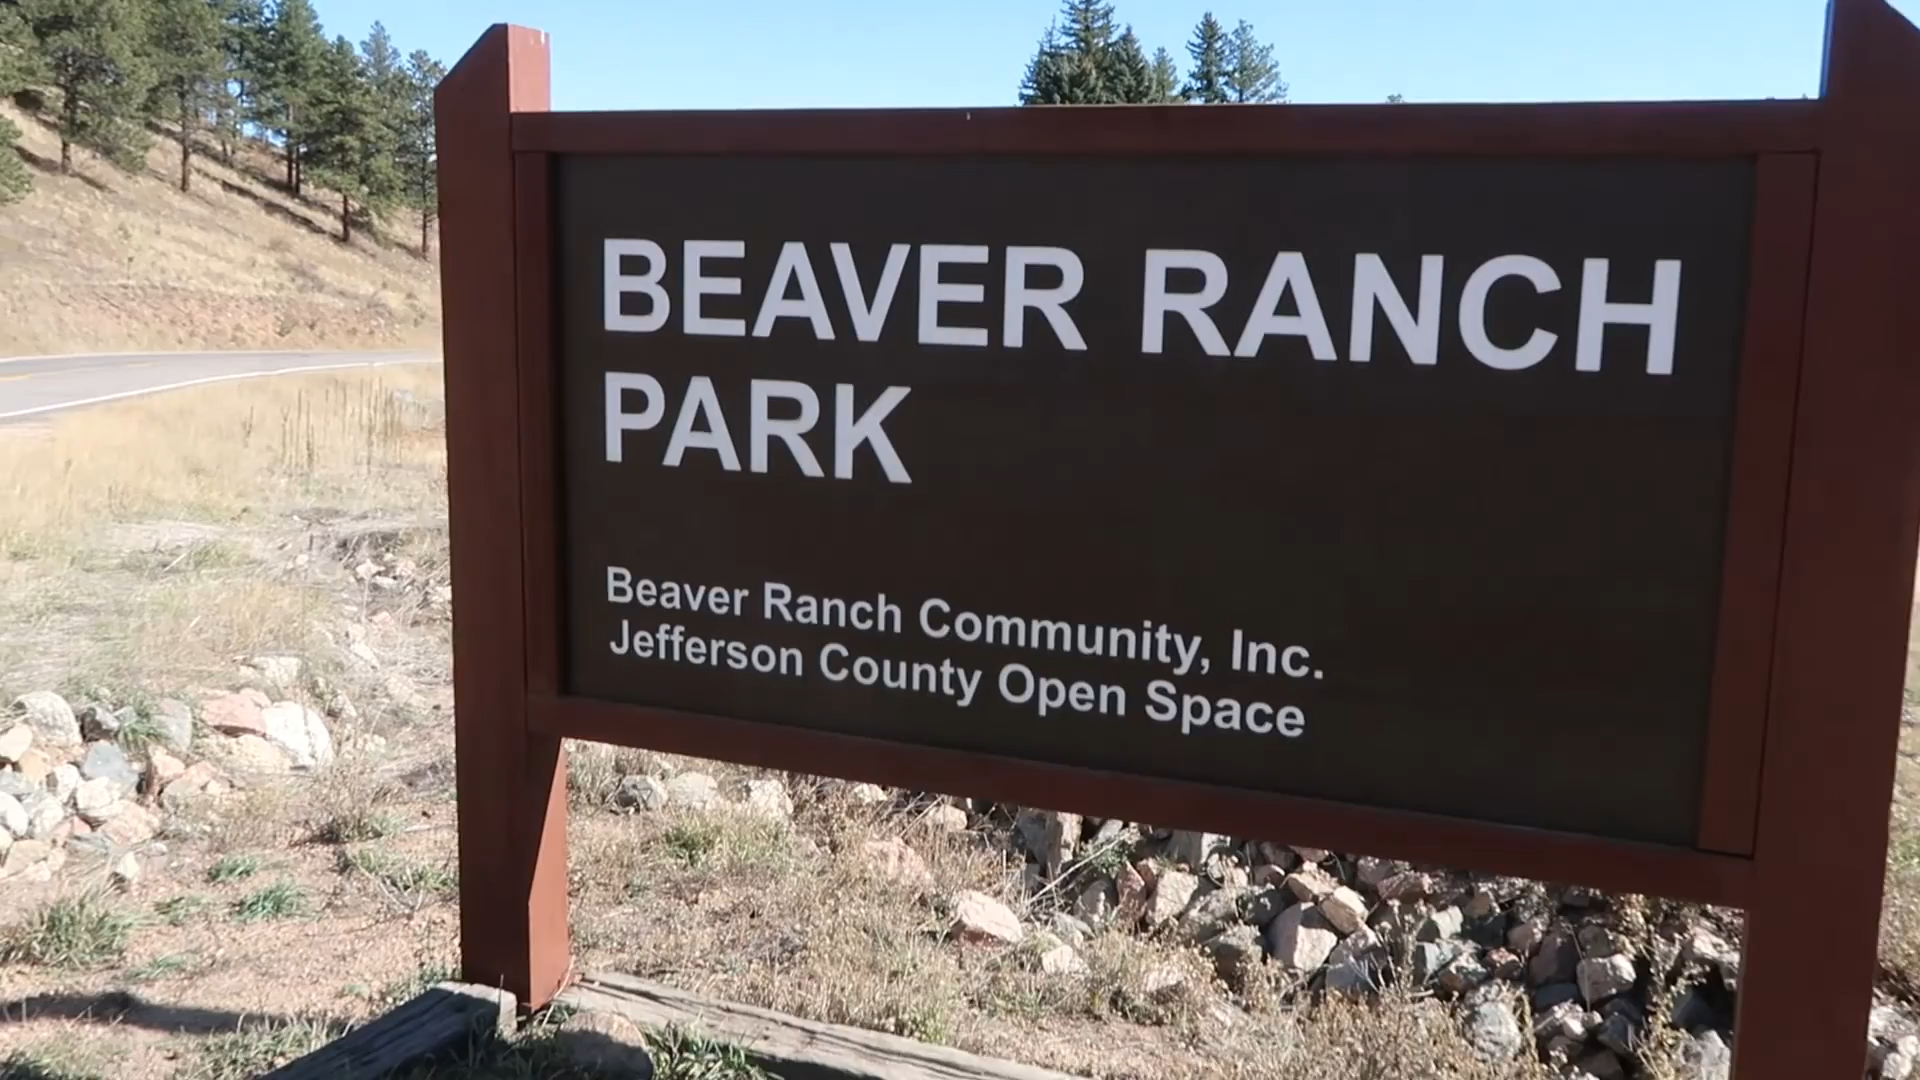 BEAVER RANCH
PARK
Beaver Ranch Community, Inc.
Jefferson County Open Space